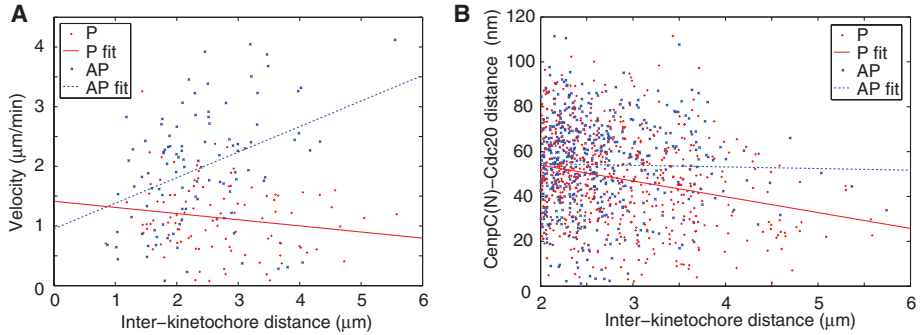 A
P
P fit
AP
AP fit
Velocity (μm/min)
4
3
2
1
0
0 1 2 3 4 5 6
Inter−kinetochore distance (μm)
B
P
P fit
AP
AP fit
CenpC(N)−Cdc20 distance (nm)
120
100
80
60
40
20
0
2 3 4 5 6
Inter−kinetochore distance (μm)